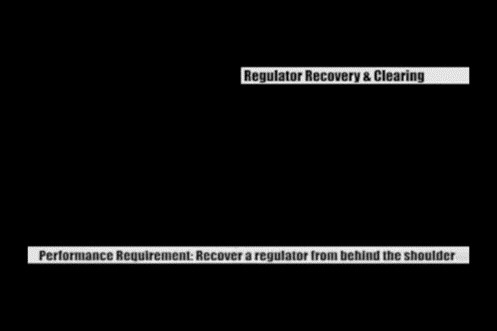 Regulator Recovery & Clearing
Performance Requirement: Recover a regulator from behind the shoulder